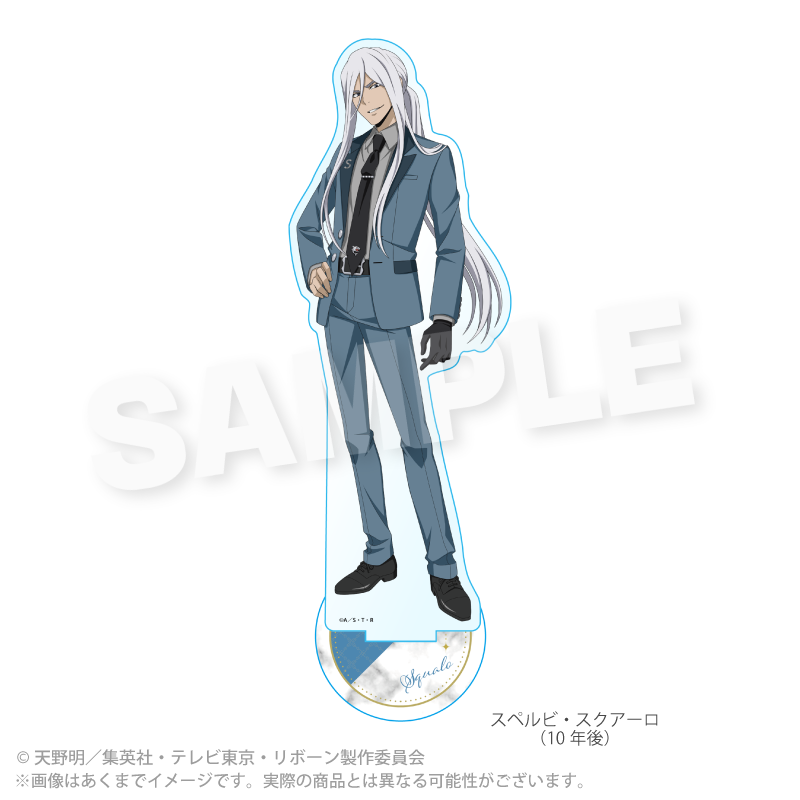 S
SAMPLE
©A／S・T・R
Squalo
スペルビ・スクアーロ
（10 年後）
© 天野明／集英社・テレビ東京・リボーン製作委員会
※画像はあくまでイメージです。実際の商品とは異なる可能性がございます。